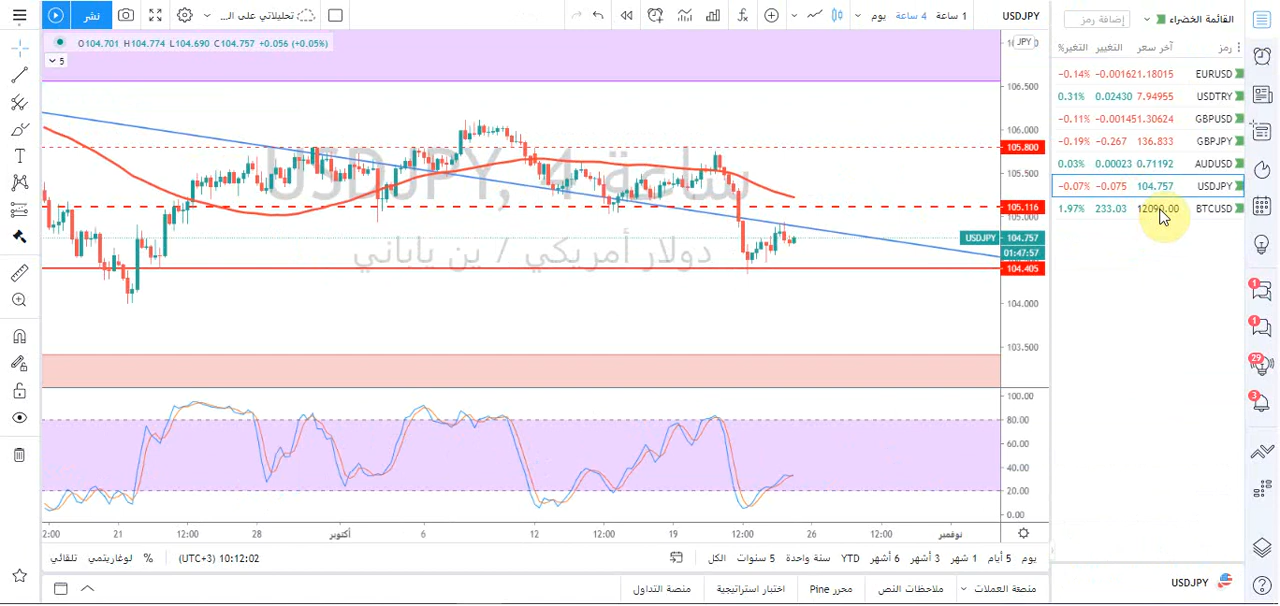 نشر
تحليلاتي على الـ...
يوم 4 ساعة 1 ساعة
USDJPY
إضافة رمز
القائمة الخضراء
O104.701 H104.774 L104.690 C104.757 +0.056 (+0.05%)
5
JPY
رمز آخر سعر التغيير التغير%
EURUSD 1.18015 -0.00162 -0.14%
USDTRY 7.94955 0.02430 0.31%
GBPUSD 1.30624 -0.00145 -0.11%
GBPJPY 136.833 -0.267 -0.19%
AUDUSD 0.71192 0.00023 0.03%
USDJPY 104.757 -0.075 -0.07%
BTCUSD 233.03 1.97%
USDJPY, 4 ساعة
دولار أمريكي / ين ياباني
106.500
106.000
105.800
105.500
105.116
105.000
USDJPY 104.757
01:47:57
104.405
104.000
103.500
100.00
80.00
60.00
40.00
20.00
0.00
2:00 21 12:00 28 أكتوبر 6 12 12:00 19 12:00 26 12:00 نوفمبر
تلقائي لوغاريتمي % 10:12:02 (UTC+3)
يوم 5 أيام 1 شهر 3 أشهر 6 أشهر YTD سنة واحدة 5 سنوات الكل
منصة العملات ملاحظات النص محرر Pine اختبار استراتيجية منصة التداول
USDJPY
1
1
29
3